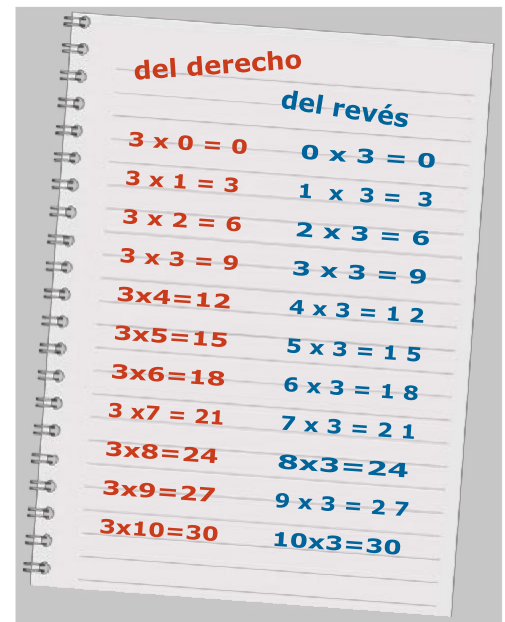 del derecho
del revés
3 x 0 = 0
3 x 1 = 3
3 x 2 = 6
3 x 3 = 9
3x4=12
3x5=15
3x6=18
3 x7 = 21
3x8=24
3x9=27
3x10=30
0 x 3 = 0
1 x 3 = 3
2 x 3 = 6
3 x 3 = 9
4 x 3 = 1 2
5 x 3 = 1 5
6 x 3 = 1 8
7 x 3 = 2 1
8x3=24
9 x 3 = 2 7
10x3=30